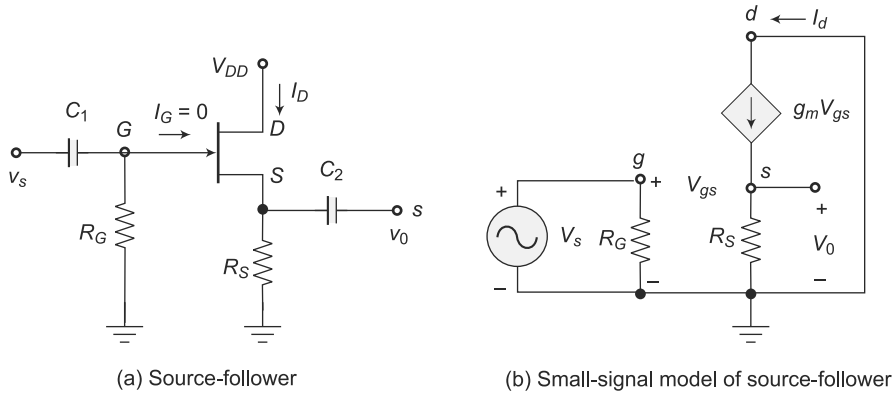 V_DD
I_D
C_1
I_G = 0
G
D
v_s
S
C_2
s
R_G
v_0
R_S
(a) Source-follower
d
I_d
g_mV_gs
g
s
+
+
V_gs
+
V_s
R_G
R_S
V_0
–
–
–
(b) Small-signal model of source-follower